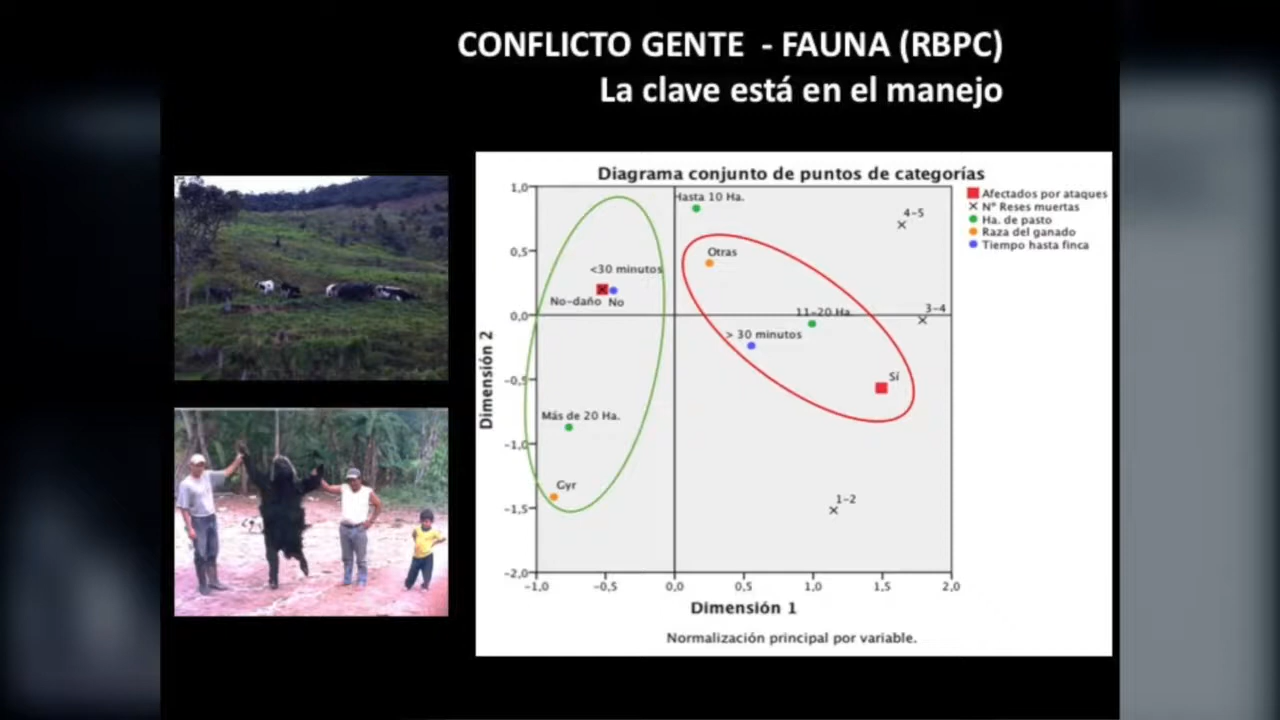 CONFLICTO GENTE - FAUNA (RBPC)
La clave está en el manejo
Diagrama conjunto de puntos de categorías
Afectados por ataques
Nº Reses muertas
Ha. de pasto
Raza del ganado
Tiempo hasta finca
1,0
Hasta 10 Ha.
4-5
0,5
Otras
<30 minutos
No-daño No
0,0
11-20 Ha
3-4
> 30 minutos
Sí
-0,5
Más de 20 Ha.
-1,0
Gyr
1-2
-1,5
-2,0
-1,0 -0,5 0,0 0,5 1,0 1,5 2,0
Dimensión 2
Dimensión 1
Normalización principal por variable.